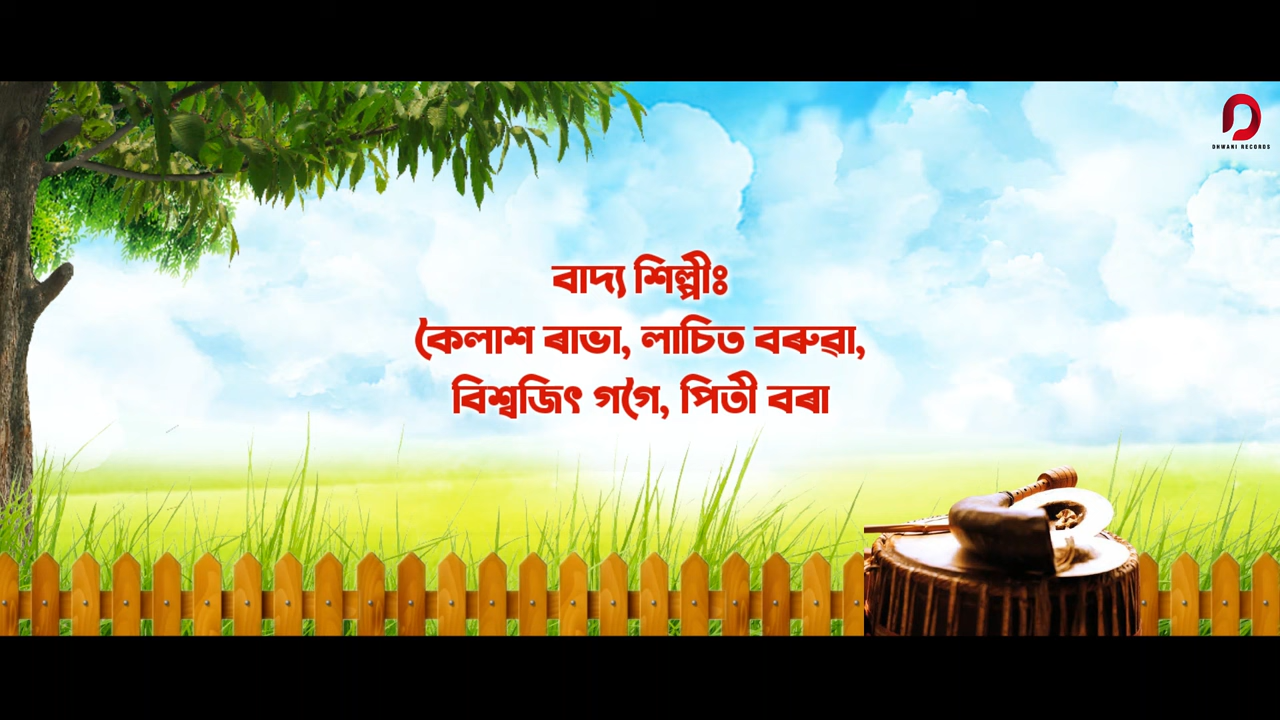 DHWANI RECORDS
বাদ্য শিল্পীঃ
কৈলাশ ৰাভা, লাচিত বৰুৱা,
বিশ্বজিৎ গগৈ, পিতী বৰা